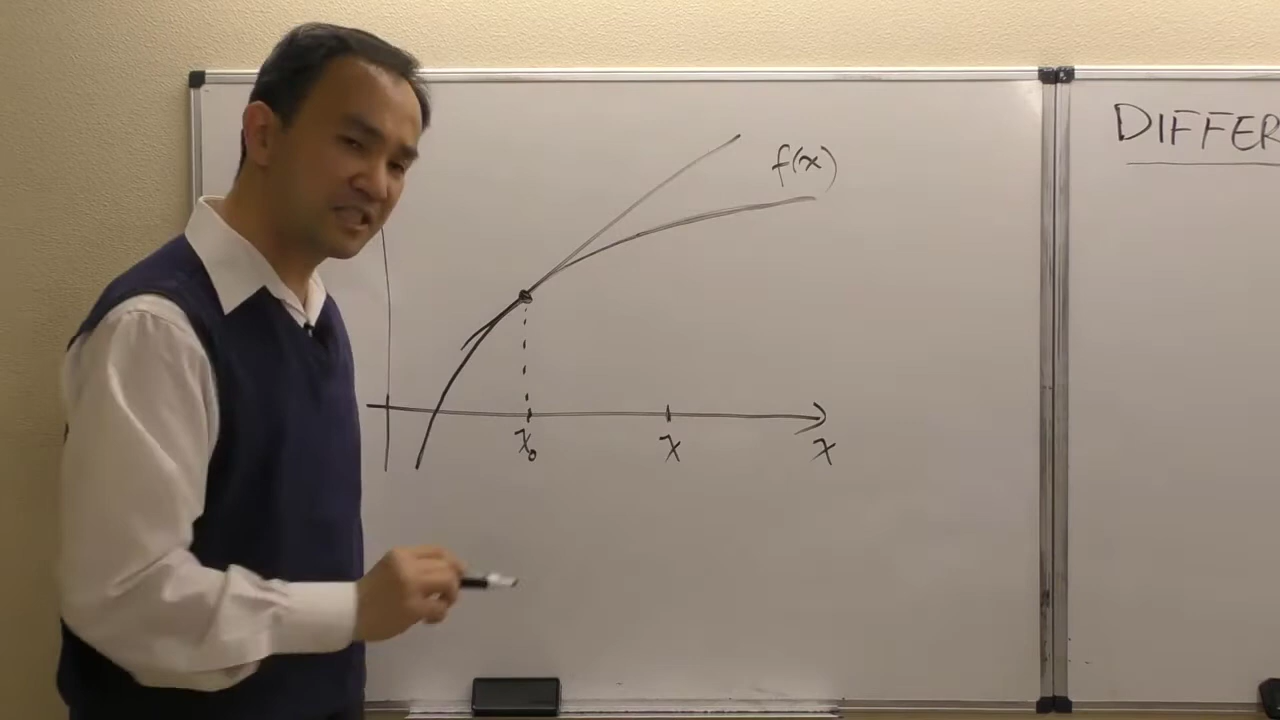 f(x)
x₀ x x
DIFFER